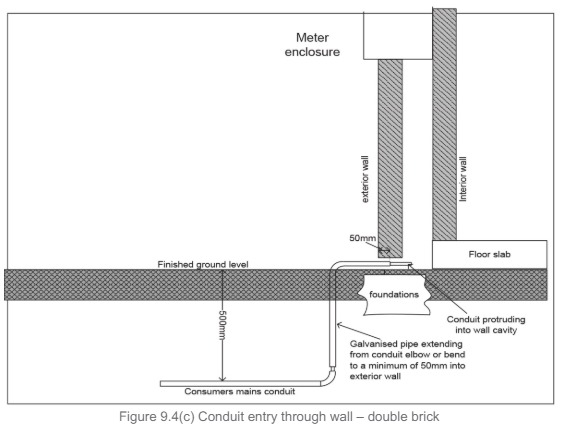 Meter
enclosure
exterior wall
Interior wall
50mm
Floor slab
Finished ground level
foundations
Conduit protruding
into wall cavity
500mm
Galvanised pipe extending
from conduit elbow or bend
to a minimum of 50mm into
exterior wall
Consumers mains conduit
Figure 9.4(c) Conduit entry through wall – double brick